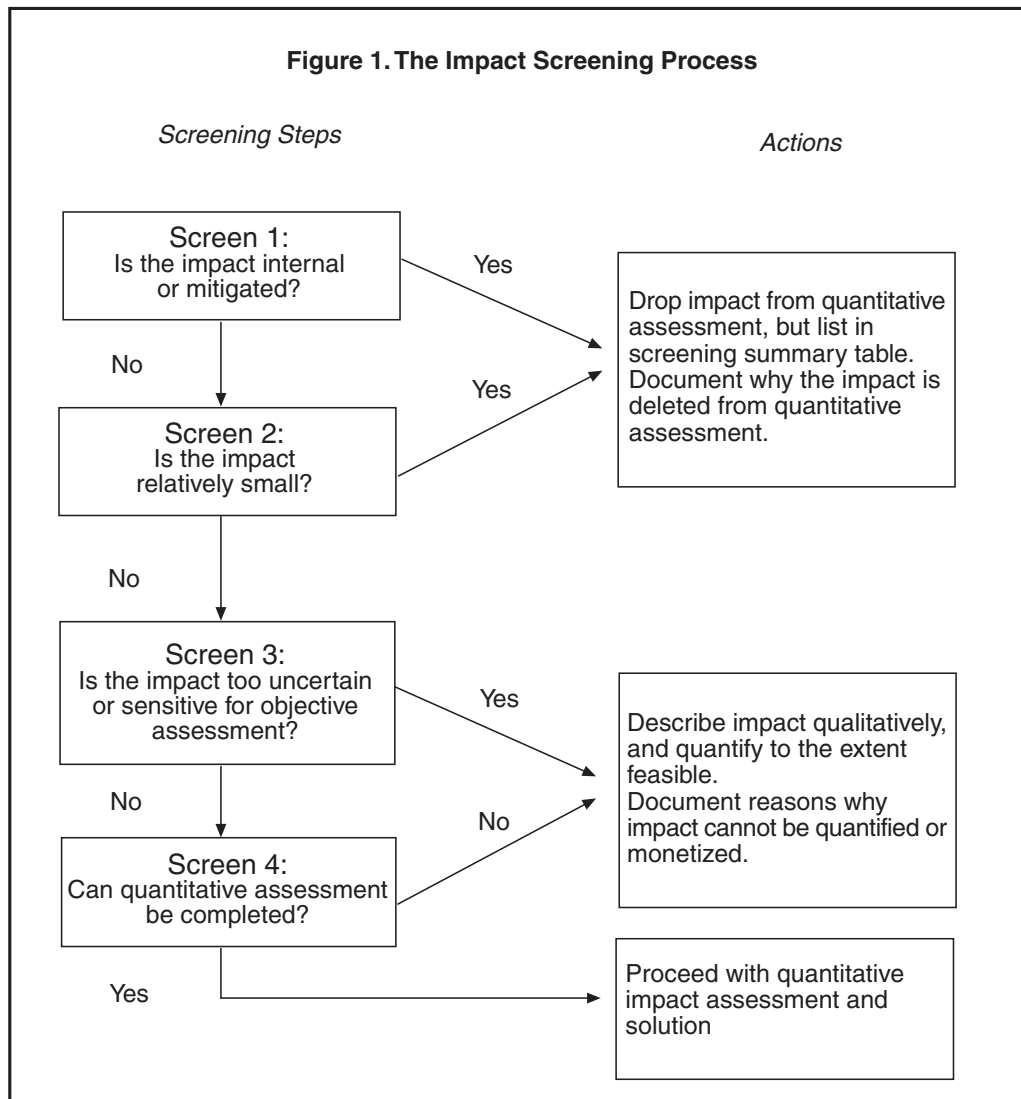 Figure 1. The Impact Screening Process
Screening Steps
Actions
Screen 1:
Is the impact internal
or mitigated?
Yes
Drop impact from quantitative
assessment, but list in
screening summary table.
Document why the impact is
deleted from quantitative
assessment.
No
Yes
Screen 2:
Is the impact
relatively small?
No
Screen 3:
Is the impact too uncertain
or sensitive for objective
assessment?
Yes
Describe impact qualitatively,
and quantify to the extent
feasible.
Document reasons why
impact cannot be quantified or
monetized.
No
No
Screen 4:
Can quantitative assessment
be completed?
Yes
Proceed with quantitative
impact assessment and
solution